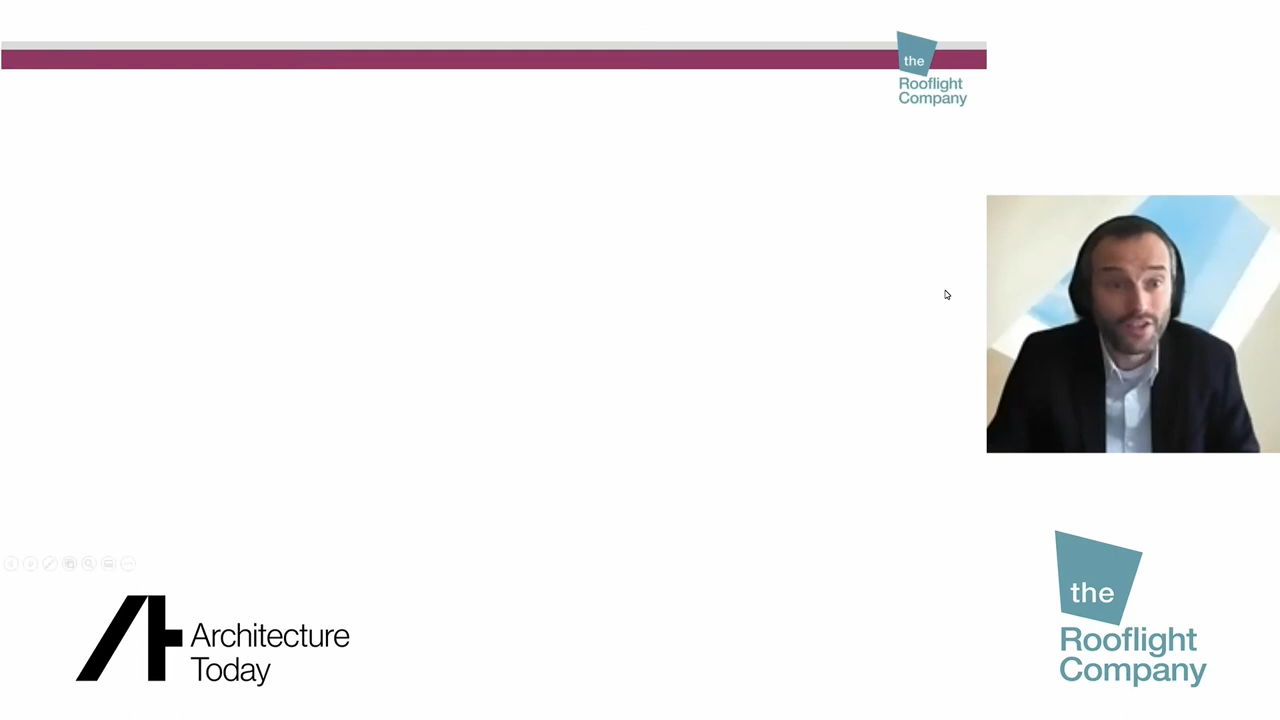 the
Rooflight
Company
Architecture
Today
the
Rooflight
Company